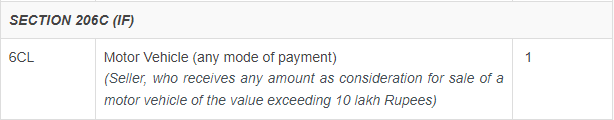 SECTION 206C (IF)
6CL Motor Vehicle (any mode of payment) 1
(Seller, who receives any amount as consideration for sale of a
motor vehicle of the value exceeding 10 lakh Rupees)